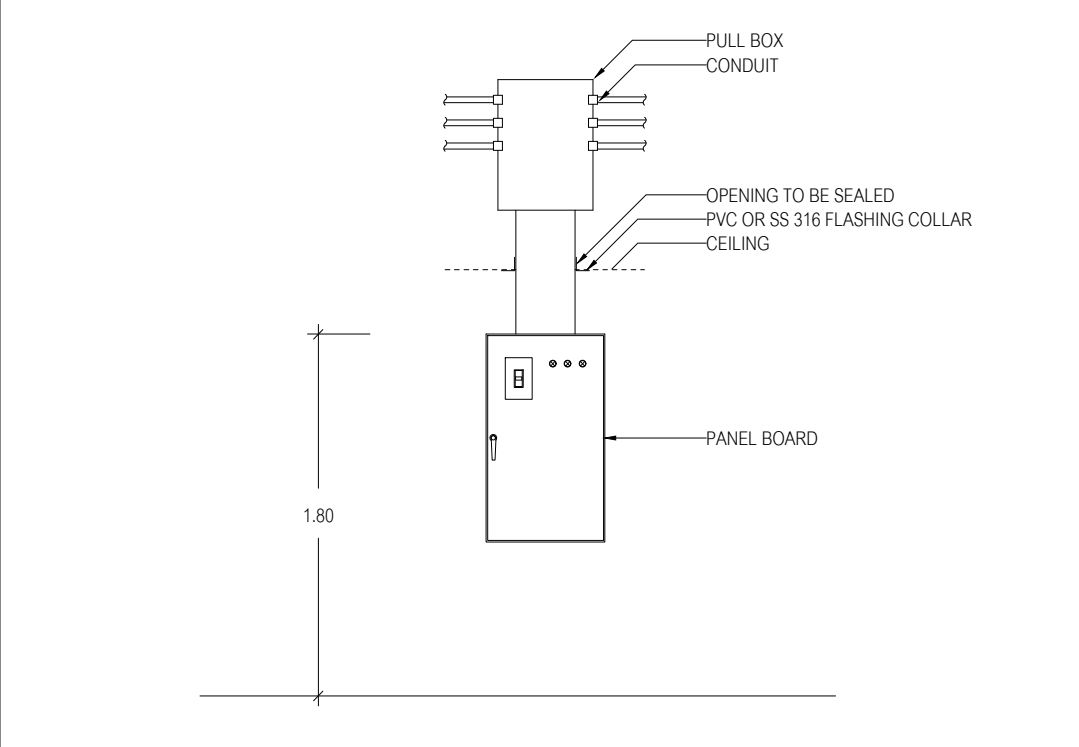 PULL BOX
CONDUIT
OPENING TO BE SEALED
PVC OR SS 316 FLASHING COLLAR
CEILING
PANEL BOARD
1.80